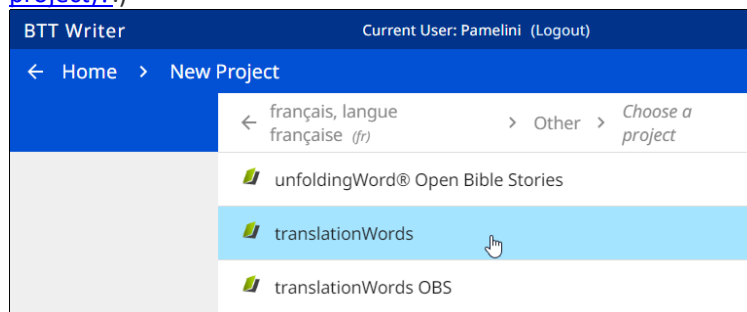 project)?.)
BTT Writer Current User: Pamelini (Logout)
← Home > New Project
← français, langue française (fr) > Other > Choose a project
unfoldingWord® Open Bible Stories
translationWords
translationWords OBS